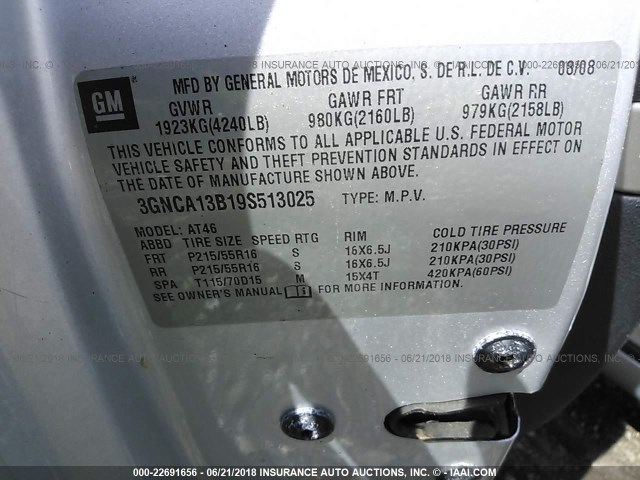 GM
MFD BY GENERAL MOTORS DE MEXICO, S. DE R.L. DE C.V. 08/08
GVWR GAWR FRT GAWR RR
1923KG(4240LB) 980KG(2160LB) 979KG(2158LB)
THIS VEHICLE CONFORMS TO ALL APPLICABLE U.S. FEDERAL MOTOR
VEHICLE SAFETY AND THEFT PREVENTION STANDARDS IN EFFECT ON
THE DATE OF MANUFACTURE SHOWN ABOVE.
3GNCA13B19S513025 TYPE: M.P.V.
MODEL: AT46
ABBD TIRE SIZE SPEED RTG RIM COLD TIRE PRESSURE
FRT P215/55R16 S 16X6.5J 210KPA(30PSI)
RR P215/55R16 S 16X6.5J 210KPA(30PSI)
SPA T115/70D15 M 15X4T 420KPA(60PSI)
SEE OWNER'S MANUAL FOR MORE INFORMATION.
000-22691656 - 06/21/2018 INSURANCE AUTO AUCTIONS, INC. © - IAAI.COM